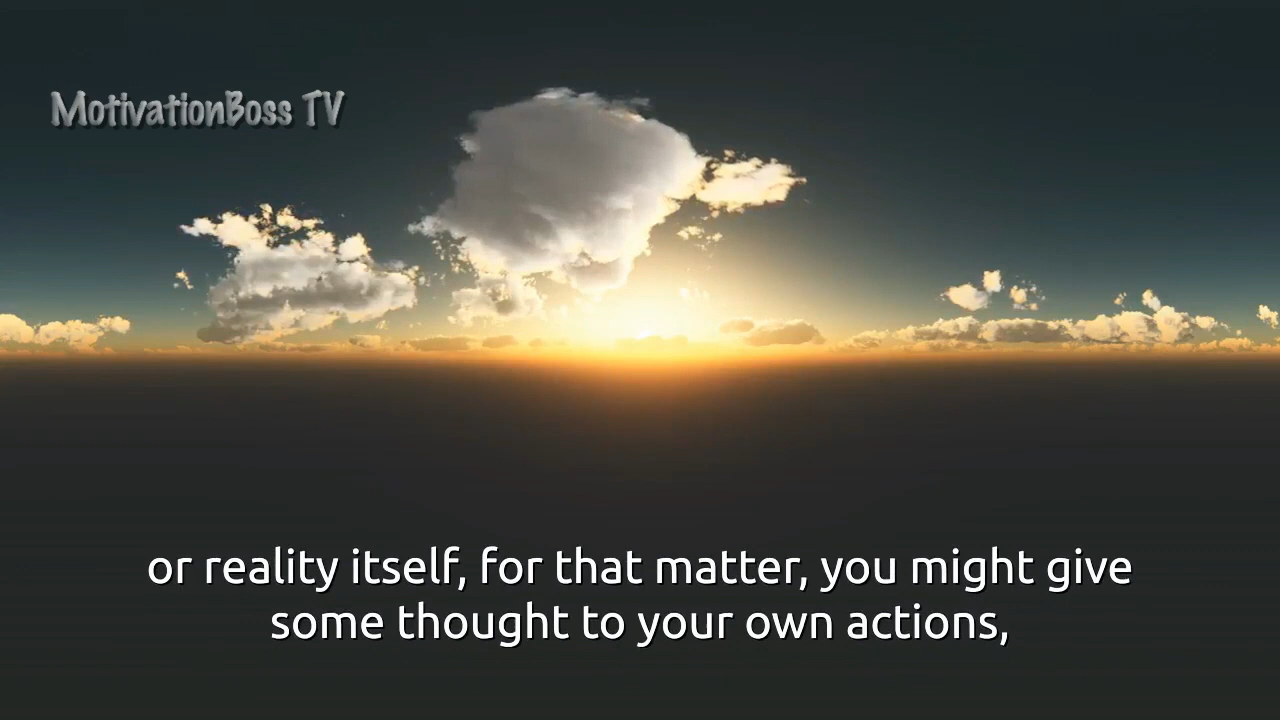 MotivationBoss TV
or reality itself, for that matter, you might give
some thought to your own actions,